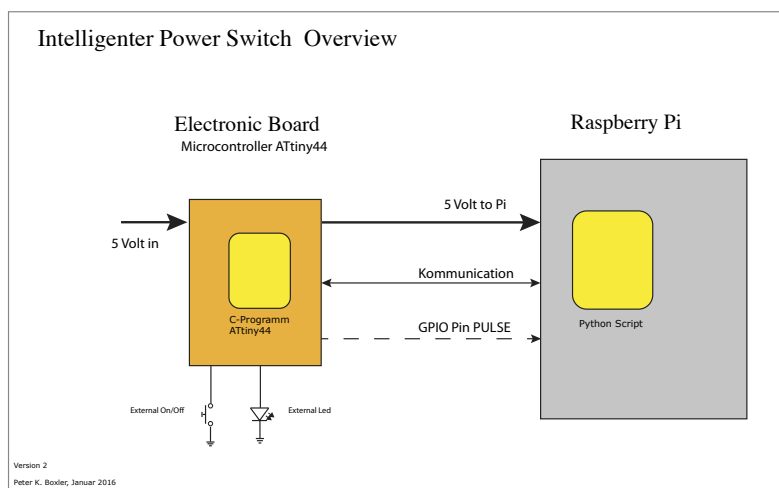 Intelligenter Power Switch Overview
Electronic Board
Microcontroller ATtiny44
Raspberry Pi
5 Volt in
5 Volt to Pi
Kommunication
GPIO Pin PULSE
C-Programm
ATtiny44
Python Script
External On/Off
External Led
Version 2
Peter K. Boxler, Januar 2016